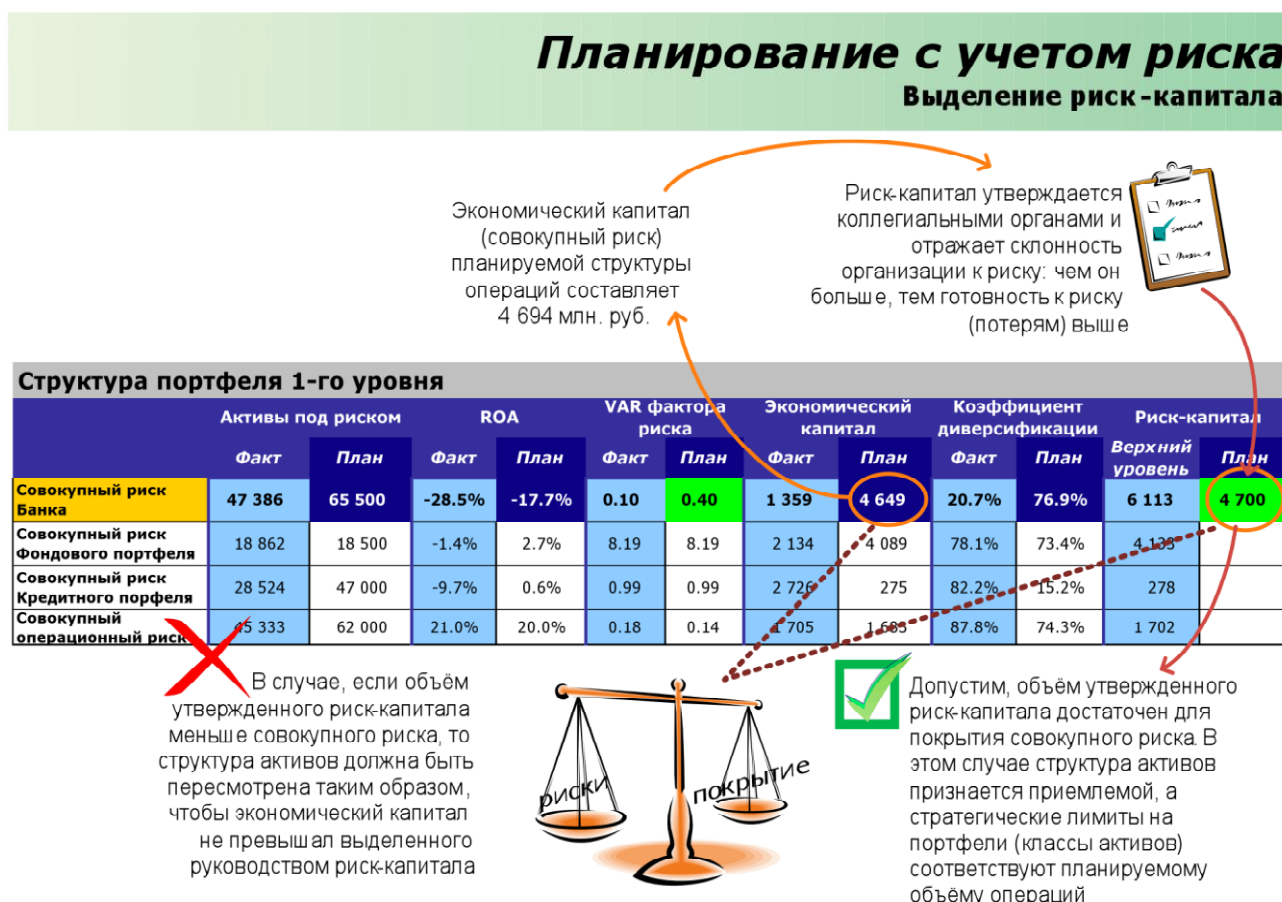 Планирование с учетом риска
Выделение риск-капитала
Экономический капитал
(совокупный риск)
планируемой структуры
операций составляет
4 694 млн. руб.
Риск-капитал утверждается
коллегиальными органами и
отражает склонность
организации к риску: чем он
больше, тем готовность к риску
(потерям) выше
Структура портфеля 1-го уровня
Активы под риском ROA VAR фактора риска Экономический капитал Коэффициент диверсификации Риск-капитал
Факт План Факт План Факт План Факт План Факт План Верхний уровень План
Совокупный риск Банка 47 386 65 500 -28.5% -17.7% 0.10 0.40 1 359 4 649 20.7% 76.9% 6 113 4 700
Совокупный риск Фондового портфеля 18 862 18 500 -1.4% 2.7% 8.19 8.19 2 134 4 089 78.1% 73.4%
Совокупный риск Кредитного порфеля 28 524 47 000 -9.7% 0.6% 0.99 0.99 2 726 275 82.2% 15.2% 278
Совокупный операционный риск 45 333 62 000 21.0% 20.0% 0.18 0.14 1 705 1 685 87.8% 74.3% 1 702
В случае, если объём
утвержденного риск-капитала
меньше совокупного риска, то
структура активов должна быть
пересмотрена таким образом,
чтобы экономический капитал
не превышал выделенного
руководством риск-капитала
риски
покрытие
Допустим, объём утвержденного
риск-капитала достаточен для
покрытия совокупного риска. В
этом случае структура активов
признается приемлемой, а
стратегические лимиты на
портфели (классы активов)
соответствуют планируемому
объёму операций